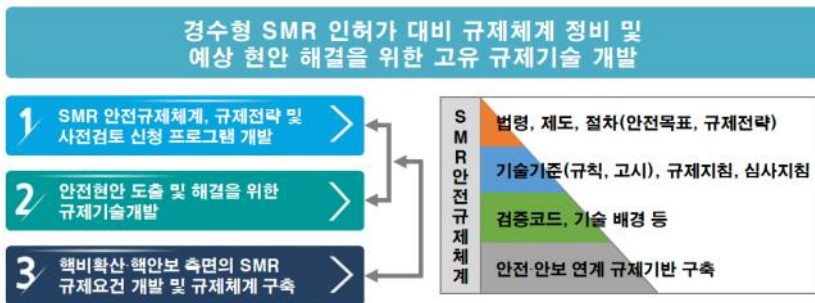 경수형 SMR 인허가 대비 규제체계 정비 및
예상 현안 해결을 위한 고유 규제기술 개발
1 SMR 안전규제체계, 규제전략 및
사전검토 신청 프로그램 개발
2 안전현안 도출 및 해결을 위한
규제기술개발
3 핵비확산·핵안보 측면의 SMR
규제요건 개발 및 규제체계 구축
SMR안전규제체계
법령, 제도, 절차(안전목표, 규제전략)
기술기준(규칙, 고시), 규제지침, 심사지침
검증코드, 기술 배경 등
안전·안보 연계 규제기반 구축